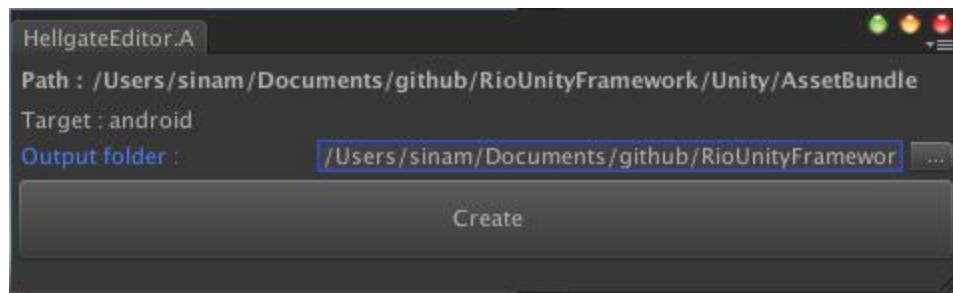 HellgateEditor.A
Path : /Users/sinam/Documents/github/RioUnityFramework/Unity/AssetBundle
Target : android
Output folder : /Users/sinam/Documents/github/RioUnityFramewor ...
Create